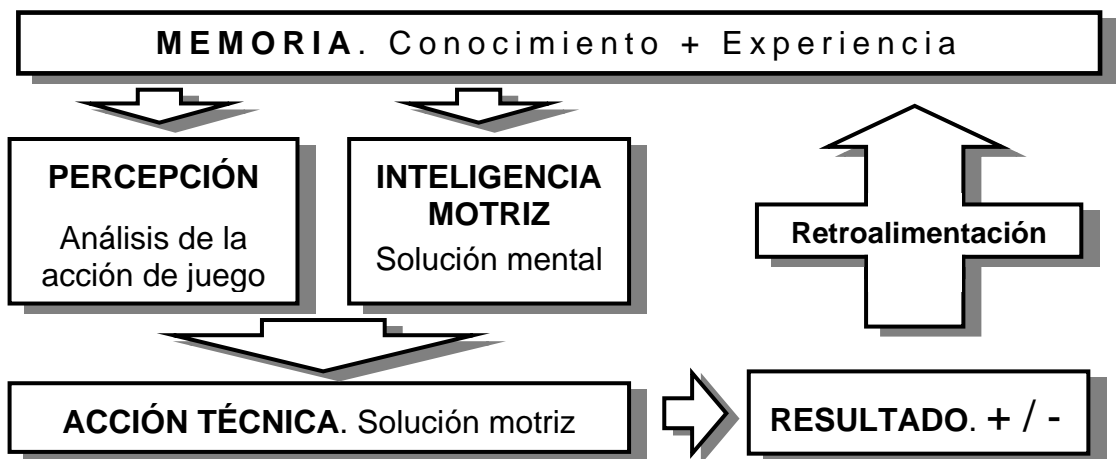 MEMORIA. Conocimiento + Experiencia
PERCEPCIÓN
Análisis de la
acción de juego
INTELIGENCIA
MOTRIZ
Solución mental
Retroalimentación
ACCIÓN TÉCNICA. Solución motriz
RESULTADO. + / -